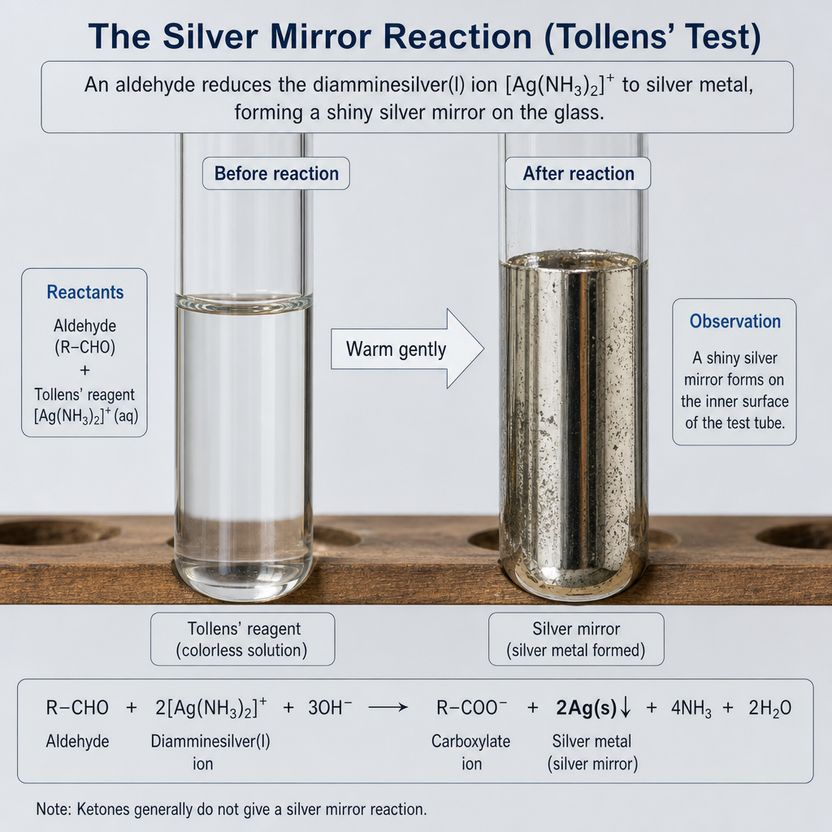 The Silver Mirror Reaction (Tollens’ Test)
An aldehyde reduces the diamminesilver(I) ion [Ag(NH₃)₂]⁺ to silver metal,
forming a shiny silver mirror on the glass.
Before reaction
After reaction
Reactants
Aldehyde
(R–CHO)
+
Tollens’ reagent
[Ag(NH₃)₂]⁺(aq)
Warm gently
Observation
A shiny silver
mirror forms on
the inner surface
of the test tube.
Tollens’ reagent
(colorless solution)
Silver mirror
(silver metal formed)
R–CHO + 2[Ag(NH₃)₂]⁺ + 3OH⁻ ⟶ R–COO⁻ + 2Ag(s)↓ + 4NH₃ + 2H₂O
Aldehyde Diamminesilver(I) Carboxylate Silver metal
ion ion (silver mirror)
Note: Ketones generally do not give a silver mirror reaction.